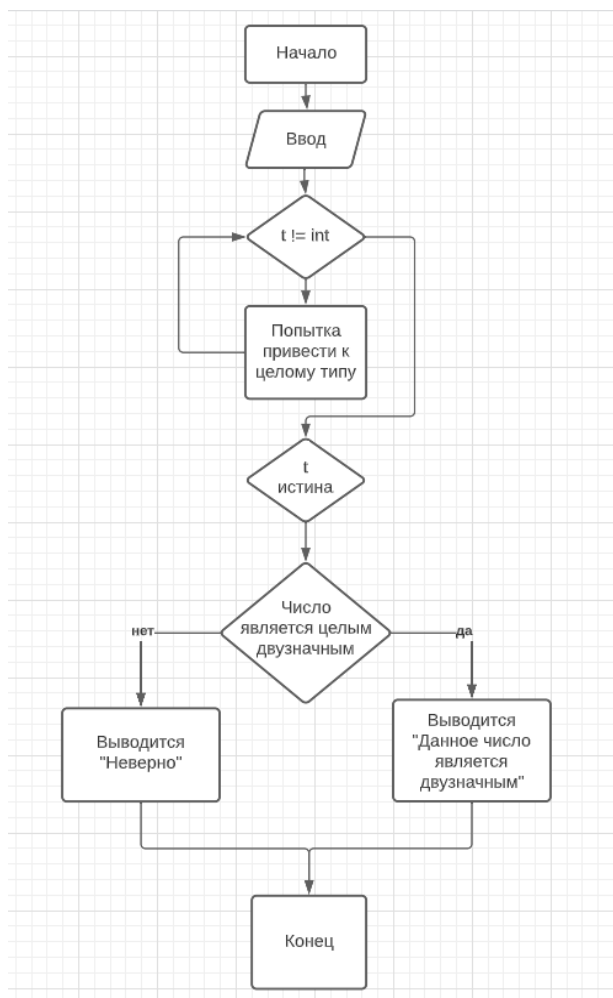 Начало
Ввод
t != int
Попытка
привести к
целому типу
t
истина
Число
является целым
двузначным
нет
да
Выводится
"Неверно"
Выводится
"Данное число
является
двузначным"
Конец